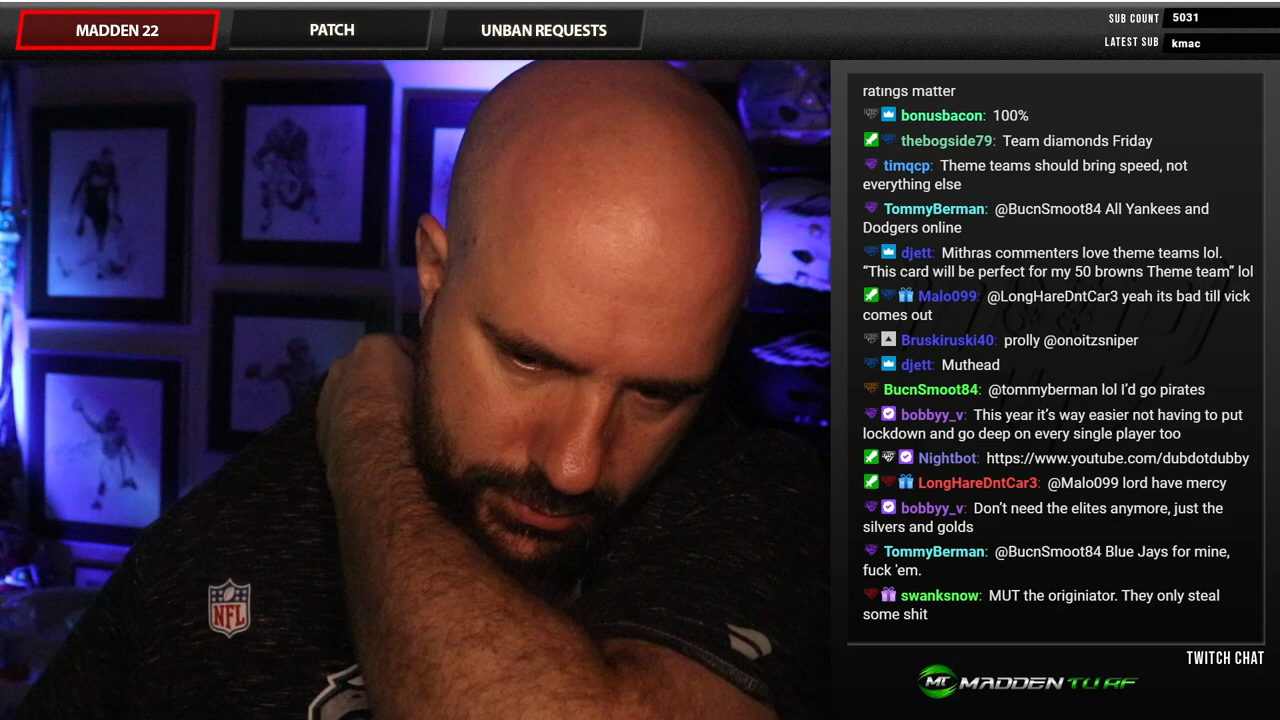 MADDEN 22
PATCH
UNBAN REQUESTS
SUB COUNT 5031
LATEST SUB kmac
ratings matter
bonusbacon: 100%
thebogside79: Team diamonds Friday
timqcp: Theme teams should bring speed, not
everything else
TommyBerman: @BucnSmoot84 All Yankees and
Dodgers online
djett: Mithras commenters love theme teams lol.
“This card will be perfect for my 50 browns Theme team” lol
Malo099: @LongHareDntCar3 yeah its bad till vick
comes out
Bruskiruski40: prolly @onoitzsniper
djett: Muthead
BucnSmoot84: @tommyberman lol I’d go pirates
bobbyy_v: This year it’s way easier not having to put
lockdown and go deep on every single player too
Nightbot: https://www.youtube.com/dubdotdubby
LongHareDntCar3: @Malo099 lord have mercy
bobbyy_v: Don’t need the elites anymore, just the
silvers and golds
TommyBerman: @BucnSmoot84 Blue Jays for mine,
fuck 'em.
swanksnow: MUT the originiator. They only steal
some shit
TWITCH CHAT
MT MADDEN TURF
NFL